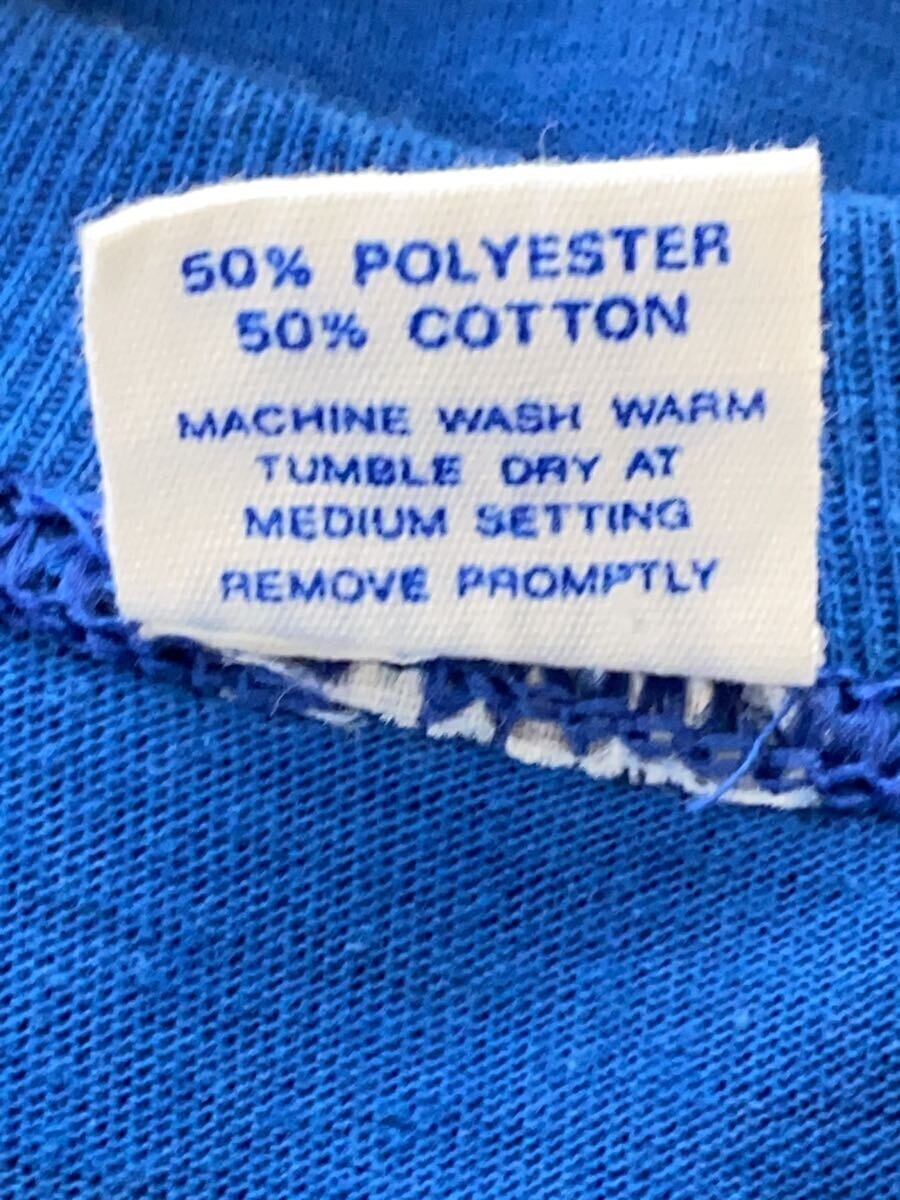 50% POLYESTER
50% COTTON
MACHINE WASH WARM
TUMBLE DRY AT
MEDIUM SETTING
REMOVE PROMPTLY